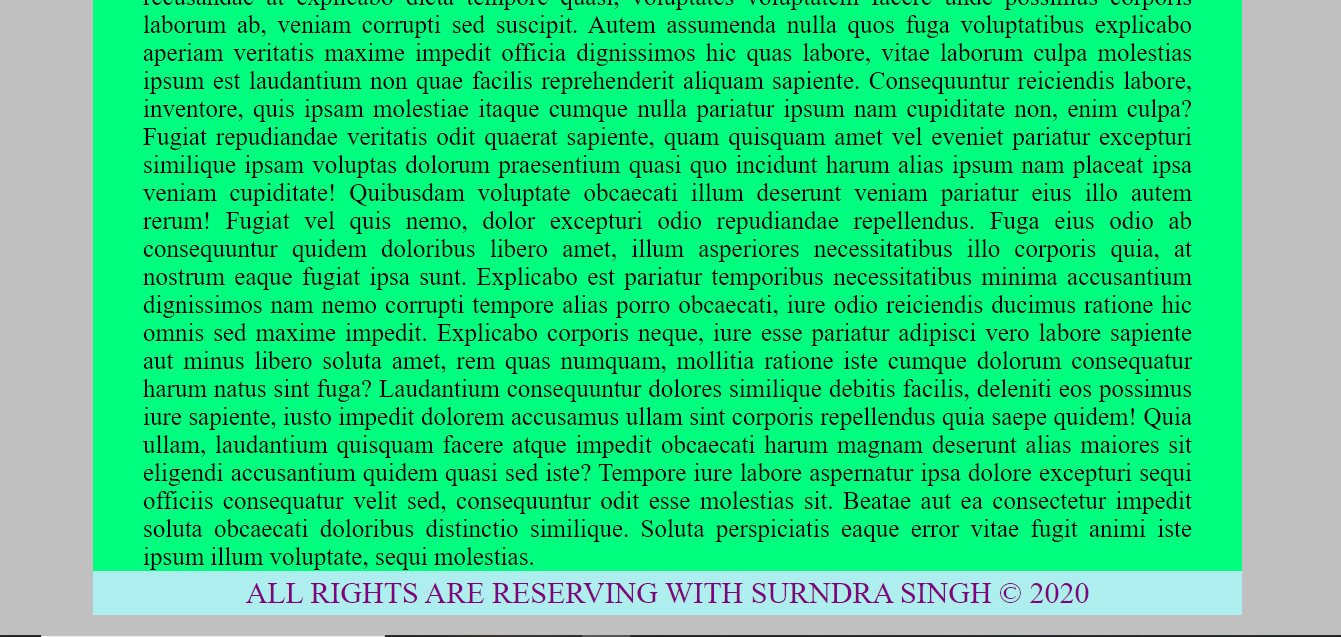 recusandae at explicabo dicta tempore quasi, voluptates voluptatem facere unde possimus corporis
laborum ab, veniam corrupti sed suscipit. Autem assumenda nulla quos fuga voluptatibus explicabo
aperiam veritatis maxime impedit officia dignissimos hic quas labore, vitae laborum culpa molestias
ipsum est laudantium non quae facilis reprehenderit aliquam sapiente. Consequuntur reiciendis labore,
inventore, quis ipsam molestiae itaque cumque nulla pariatur ipsum nam cupiditate non, enim culpa?
Fugiat repudiandae veritatis odit quaerat sapiente, quam quisquam amet vel eveniet pariatur excepturi
similique ipsam voluptas dolorum praesentium quasi quo incidunt harum alias ipsum nam placeat ipsa
veniam cupiditate! Quibusdam voluptate obcaecati illum deserunt veniam pariatur eius illo autem
rerum! Fugiat vel quis nemo, dolor excepturi odio repudiandae repellendus. Fuga eius odio ab
consequuntur quidem doloribus libero amet, illum asperiores necessitatibus illo corporis quia, at
nostrum eaque fugiat ipsa sunt. Explicabo est pariatur temporibus necessitatibus minima accusantium
dignissimos nam nemo corrupti tempore alias porro obcaecati, iure odio reiciendis ducimus ratione hic
omnis sed maxime impedit. Explicabo corporis neque, iure esse pariatur adipisci vero labore sapiente
aut minus libero soluta amet, rem quas numquam, mollitia ratione iste cumque dolorum consequatur
harum natus sint fuga? Laudantium consequuntur dolores similique debitis facilis, deleniti eos possimus
iure sapiente, iusto impedit dolorem accusamus ullam sint corporis repellendus quia saepe quidem! Quia
ullam, laudantium quisquam facere atque impedit obcaecati harum magnam deserunt alias maiores sit
eligendi accusantium quidem quasi sed iste? Tempore iure labore aspernatur ipsa dolore excepturi sequi
officiis consequatur velit sed, consequuntur odit esse molestias sit. Beatae aut ea consectetur impedit
soluta obcaecati doloribus distinctio similique. Soluta perspiciatis eaque error vitae fugit animi iste
ipsum illum voluptate, sequi molestias.
ALL RIGHTS ARE RESERVING WITH SURNDRA SINGH © 2020